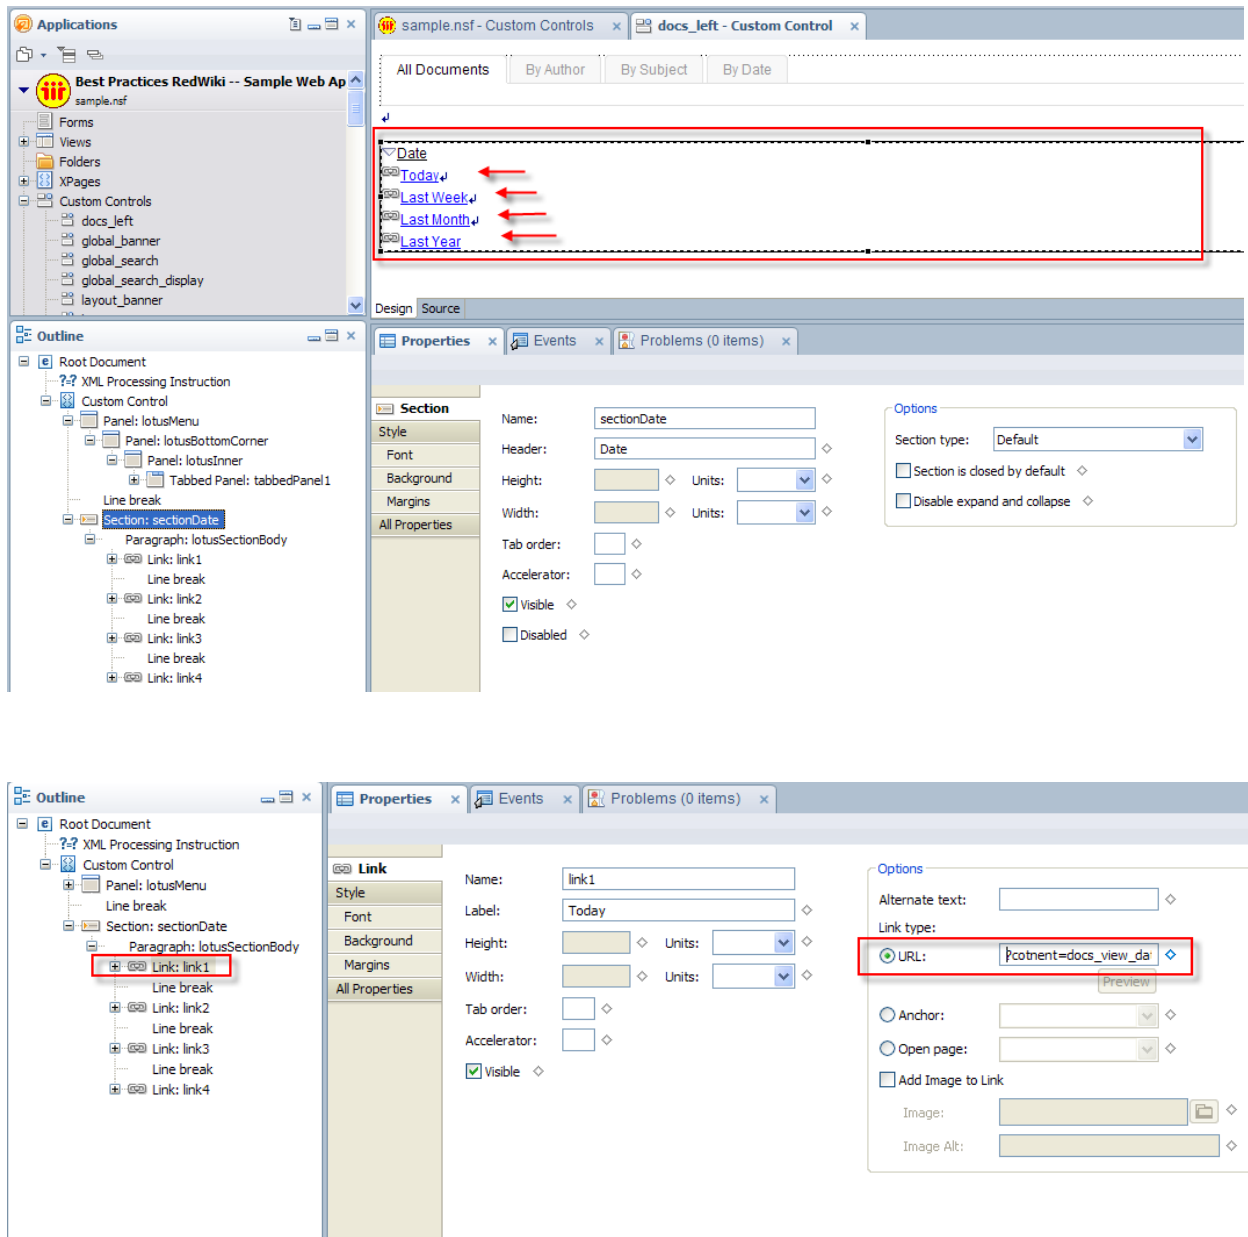 Applications
Best Practices RedWiki -- Sample Web Ap
sample.nsf
Forms
Views
Folders
XPages
Custom Controls
docs_left
global_banner
global_search
global_search_display
layout_banner
sample.nsf - Custom Controls
docs_left - Custom Control
All Documents
By Author
By Subject
By Date
Date
Today
Last Week
Last Month
Last Year
Design
Source
Outline
Root Document
?=? XML Processing Instruction
Custom Control
Panel: lotusMenu
Panel: lotusBottomCorner
Panel: lotusInner
Tabbed Panel: tabbedPanel1
Line break
Section: sectionDate
Paragraph: lotusSectionBody
Link: link1
Line break
Link: link2
Line break
Link: link3
Line break
Link: link4
Properties
Events
Problems (0 items)
Section
Style
Font
Background
Margins
All Properties
Name: sectionDate
Header: Date
Height: Units:
Width: Units:
Tab order:
Accelerator:
Visible
Disabled
Options
Section type: Default
Section is closed by default
Disable expand and collapse
Outline
Root Document
?=? XML Processing Instruction
Custom Control
Panel: lotusMenu
Line break
Section: sectionDate
Paragraph: lotusSectionBody
Link: link1
Line break
Link: link2
Line break
Link: link3
Line break
Link: link4
Properties
Events
Problems (0 items)
Link
Style
Font
Background
Margins
All Properties
Name: link1
Label: Today
Height: Units:
Width: Units:
Tab order:
Accelerator:
Visible
Options
Alternate text:
Link type:
URL: ?cotnent=docs_view_da
Preview
Anchor:
Open page:
Add Image to Link
Image:
Image Alt: